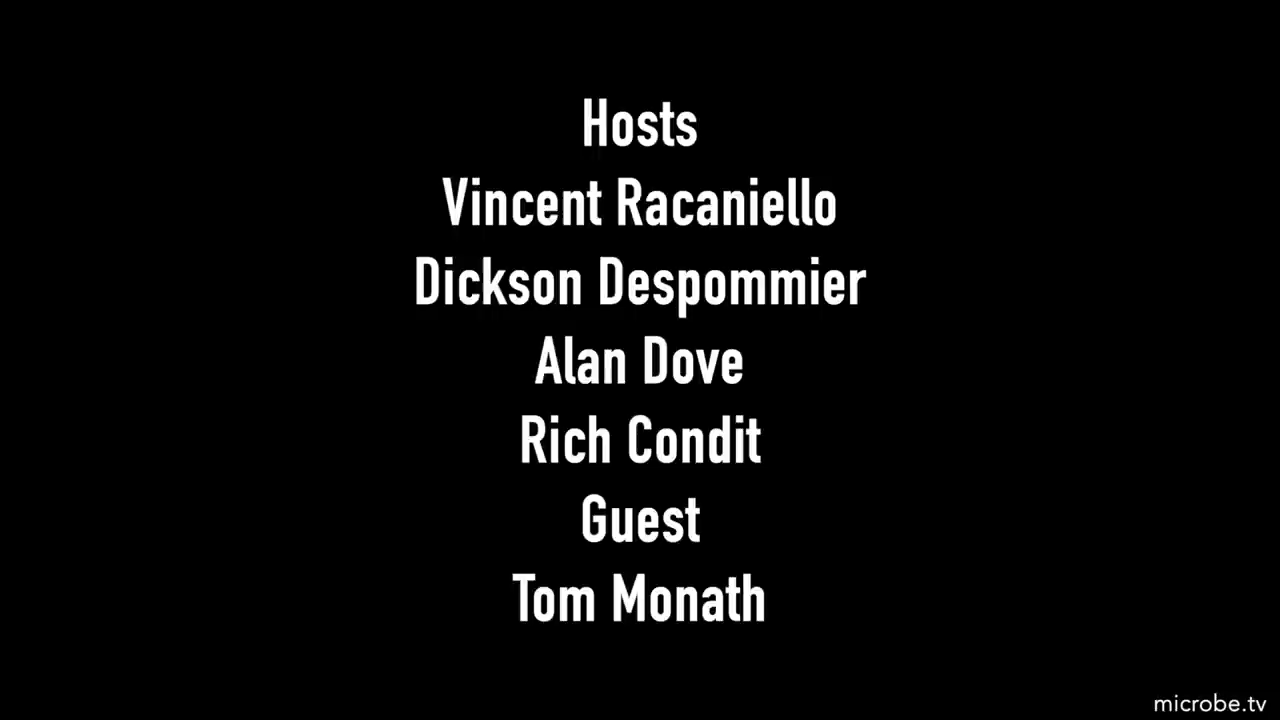 Hosts
Vincent Racaniello
Dickson Despommier
Alan Dove
Rich Condit
Guest
Tom Monath
microbe.tv